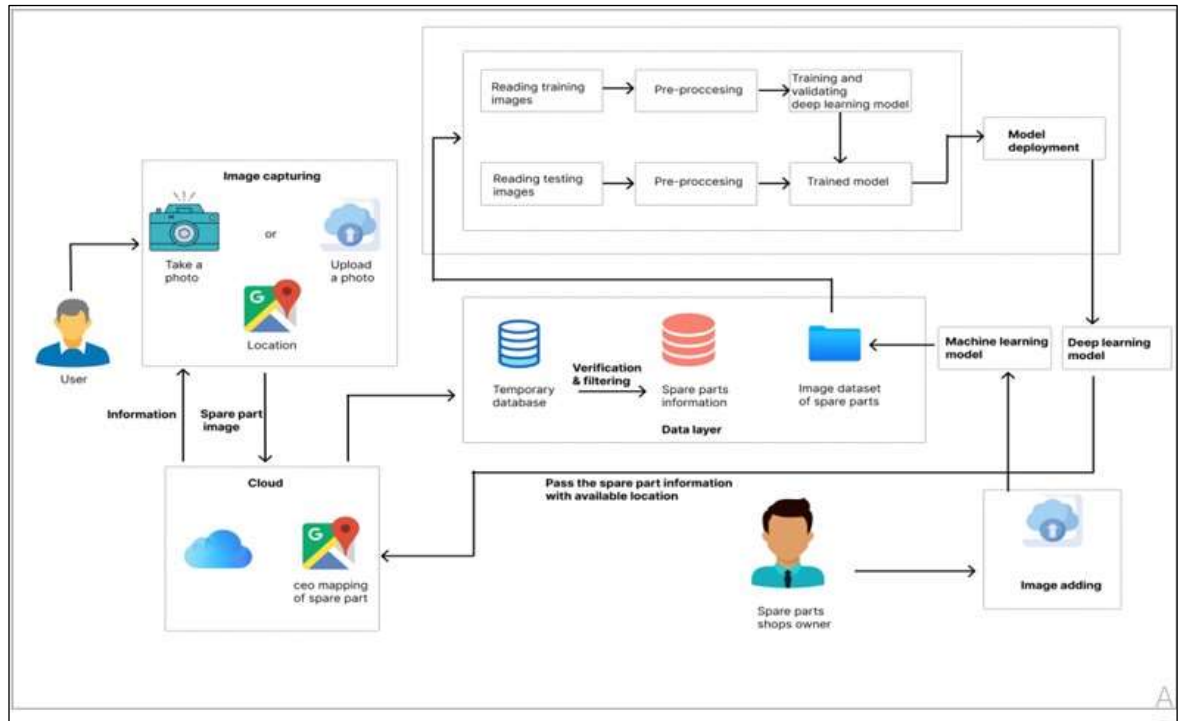 Reading training
images
Pre-proccesing
Training and
validating
deep learning model
Model
deployment
Reading testing
images
Pre-proccesing
Trained model
Image capturing
or
Take a
photo
Upload
a photo
G
Location
User
Information
Spare part
image
Temporary
database
Verification
& filtering
Spare parts
information
Image dataset
of spare parts
Data layer
Machine learning
model
Deep learning
model
Cloud
G
ceo mapping
of spare part
Pass the spare part information
with available location
Spare parts
shops owner
Image adding
A